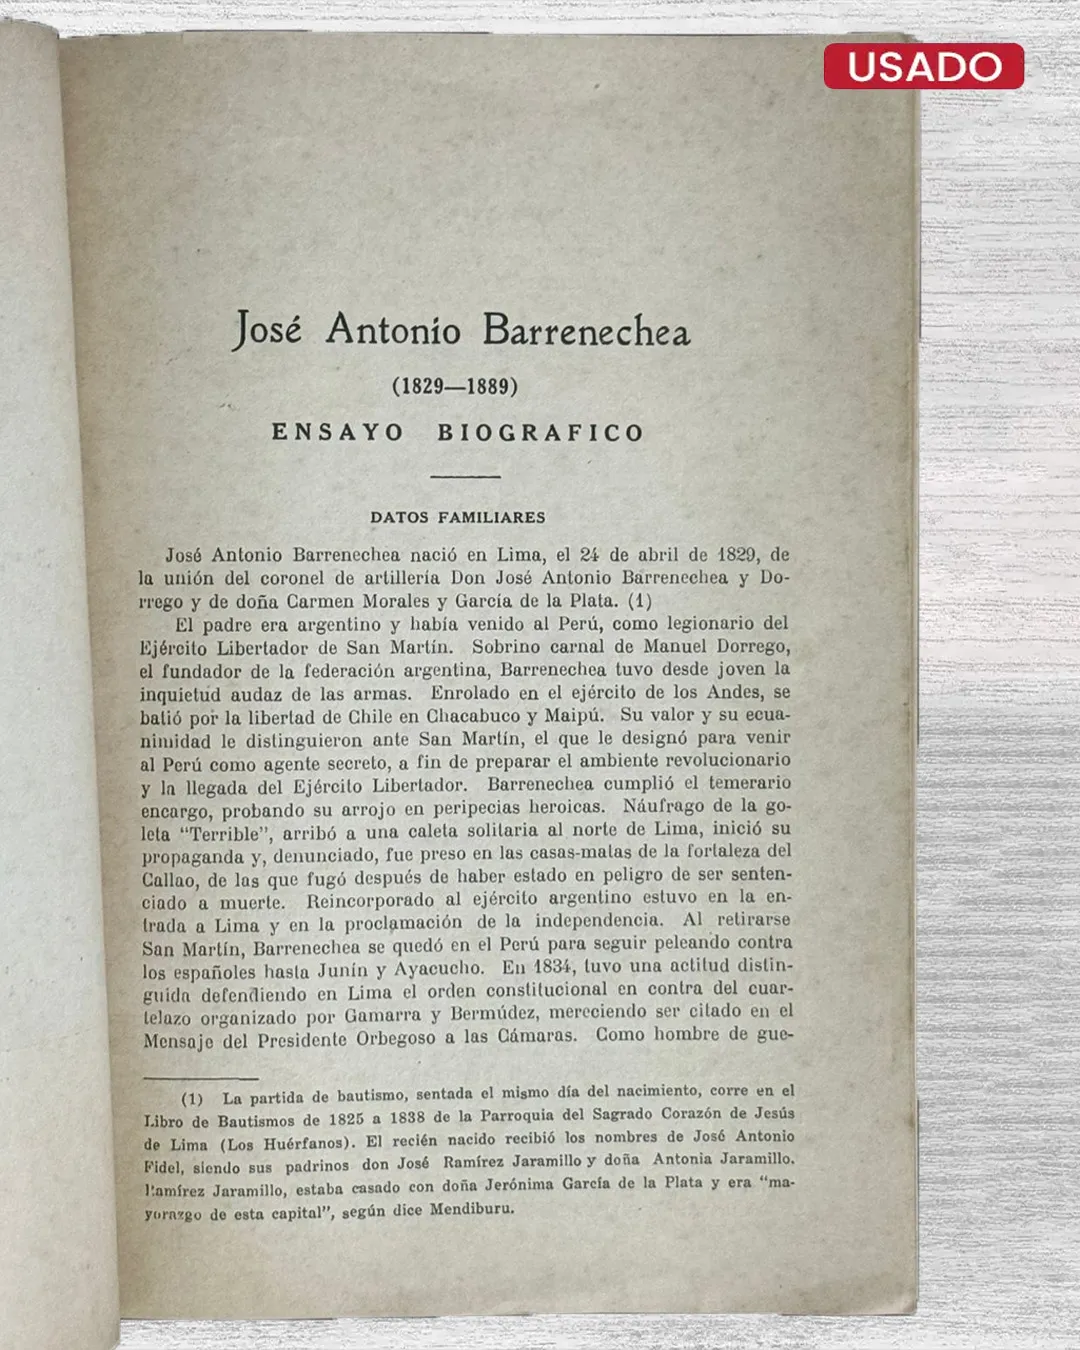 USADO
José Antonio Barrenechea
(1829—1889)
ENSAYO BIOGRAFICO
DATOS FAMILIARES
José Antonio Barrenechea nació en Lima, el 24 de abril de 1829, de
la unión del coronel de artillería Don José Antonio Barrenechea y Do-
rrego y de doña Carmen Morales y García de la Plata. (1)
El padre era argentino y había venido al Perú, como legionario del
Ejército Libertador de San Martín. Sobrino carnal de Manuel Dorrego,
el fundador de la federación argentina, Barrenechea tuvo desde joven la
inquietud audaz de las armas. Enrolado en el ejército de los Andes, se
batió por la libertad de Chile en Chacabuco y Maipú. Su valor y su ecua-
nimidad le distinguieron ante San Martín, el que le designó para venir
al Perú como agente secreto, a fin de preparar el ambiente revolucionario
y la llegada del Ejército Libertador. Barrenechea cumplió el temerario
encargo, probando su arrojo en peripecias heroicas. Náufrago de la go-
leta "Terrible", arribó a una caleta solitaria al norte de Lima, inició su
propaganda y, denunciado, fue preso en las casas-matas de la fortaleza del
Callao, de las que fugó después de haber estado en peligro de ser senten-
ciado a muerte. Reincorporado al ejército argentino estuvo en la en-
trada a Lima y en la proclamación de la independencia. Al retirarse
San Martín, Barrenechea se quedó en el Perú para seguir peleando contra
los españoles hasta Junín y Ayacucho. En 1834, tuvo una actitud distin-
guida defendiendo en Lima el orden constitucional en contra del cuar-
telazo organizado por Gamarra y Bermúdez, mereciendo ser citado en el
Mensaje del Presidente Orbegoso a las Cámaras. Como hombre de gue-
(1) La partida de bautismo, sentada el mismo día del nacimiento, corre en el
Libro de Bautismos de 1825 a 1838 de la Parroquia del Sagrado Corazón de Jesús
de Lima (Los Huérfanos). El recién nacido recibió los nombres de José Antonio
Fidel, siendo sus padrinos don José Ramírez Jaramillo y doña Antonia Jaramillo.
Ramírez Jaramillo, estaba casado con doña Jerónima García de la Plata y era "ma-
yorazgo de esta capital", según dice Mendiburu.